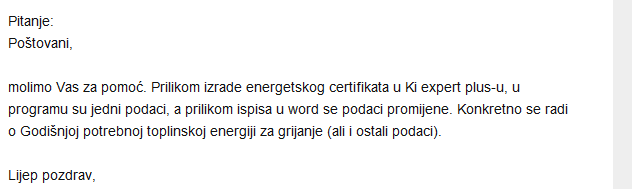 Pitanje:
Poštovani,
molimo Vas za pomoć. Prilikom izrade energetskog certifikata u Ki expert plus-u, u
programu su jedni podaci, a prilikom ispisa u word se podaci promijene. Konkretno se radi
o Godišnjoj potrebnoj toplinskoj energiji za grijanje (ali i ostali podaci).
Lijep pozdrav,